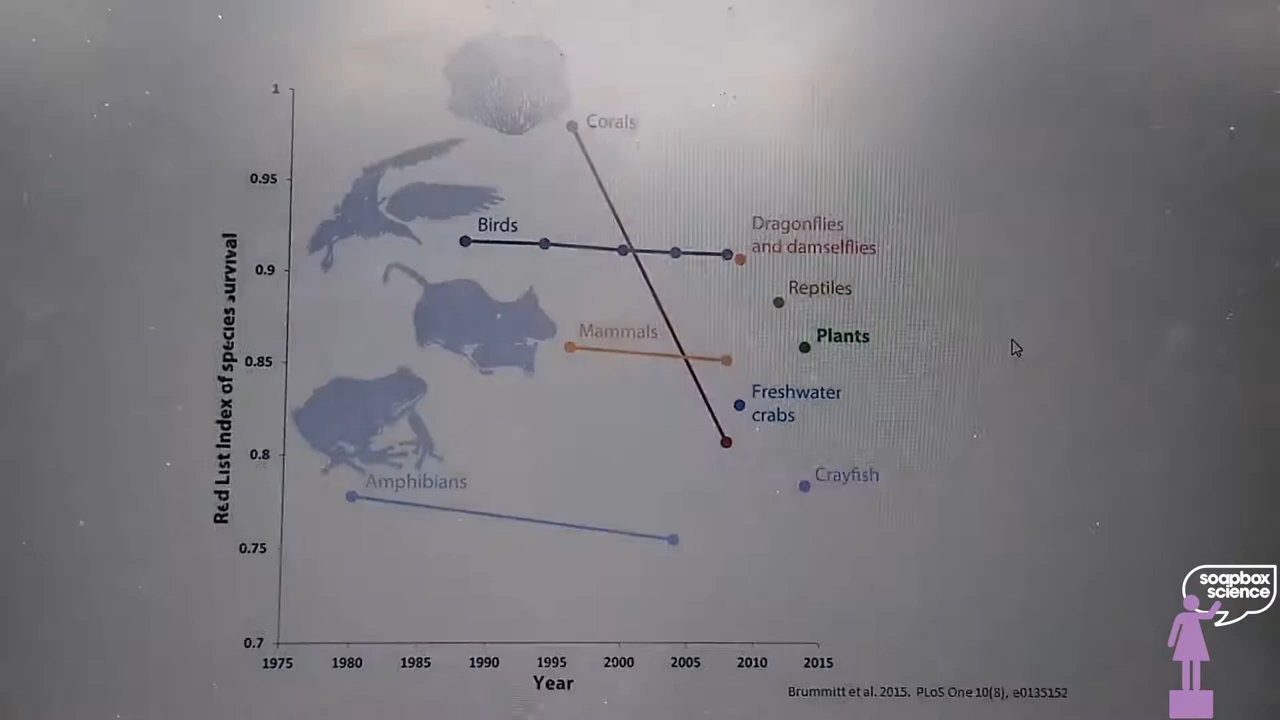 1
Corals
0.95
Birds
Dragonflies
and damselflies
0.9
Reptiles
Mammals
Plants
0.85
Freshwater
crabs
0.8
Crayfish
Amphibians
0.75
0.7
Red List Index of species survival
1975 1980 1985 1990 1995 2000 2005 2010 2015
Year
Brummitt et al. 2015. PLoS One 10(8), e0135152
soapbox
science